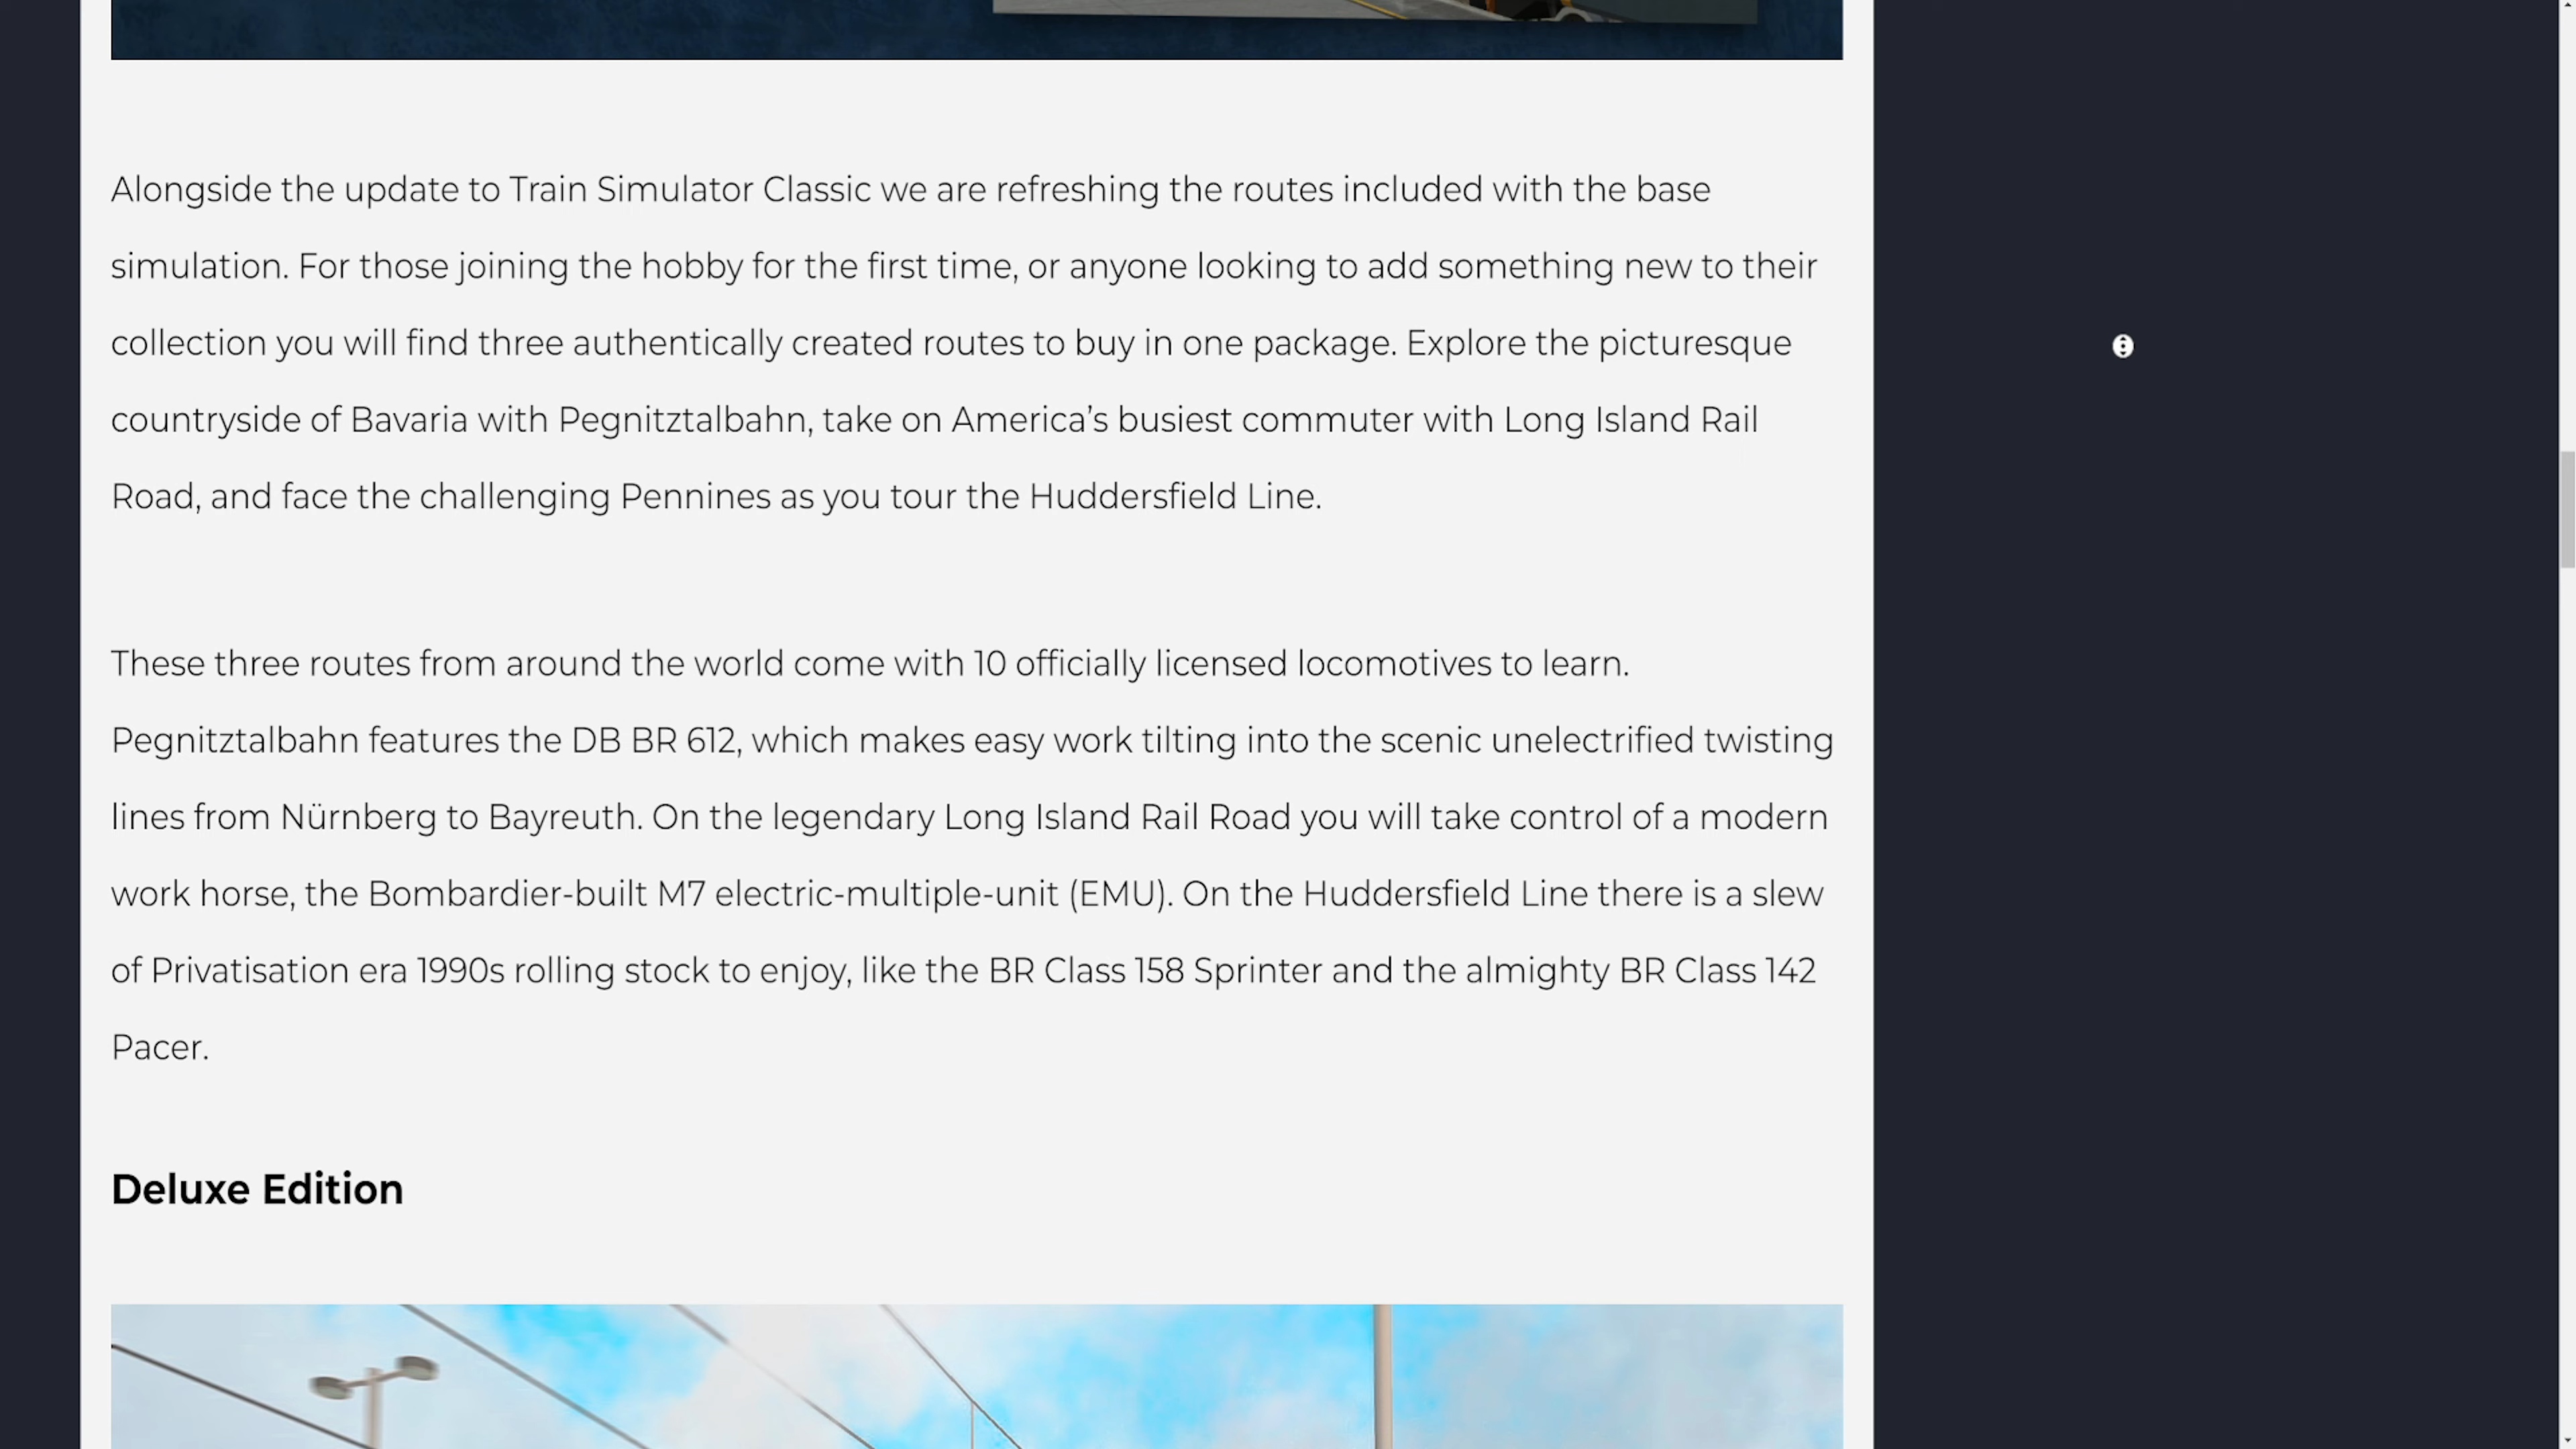 Alongside the update to Train Simulator Classic we are refreshing the routes included with the base
simulation. For those joining the hobby for the first time, or anyone looking to add something new to their
collection you will find three authentically created routes to buy in one package. Explore the picturesque
countryside of Bavaria with Pegnitztalbahn, take on America’s busiest commuter with Long Island Rail
Road, and face the challenging Pennines as you tour the Huddersfield Line.
These three routes from around the world come with 10 officially licensed locomotives to learn.
Pegnitztalbahn features the DB BR 612, which makes easy work tilting into the scenic unelectrified twisting
lines from Nürnberg to Bayreuth. On the legendary Long Island Rail Road you will take control of a modern
work horse, the Bombardier-built M7 electric-multiple-unit (EMU). On the Huddersfield Line there is a slew
of Privatisation era 1990s rolling stock to enjoy, like the BR Class 158 Sprinter and the almighty BR Class 142
Pacer.
Deluxe Edition